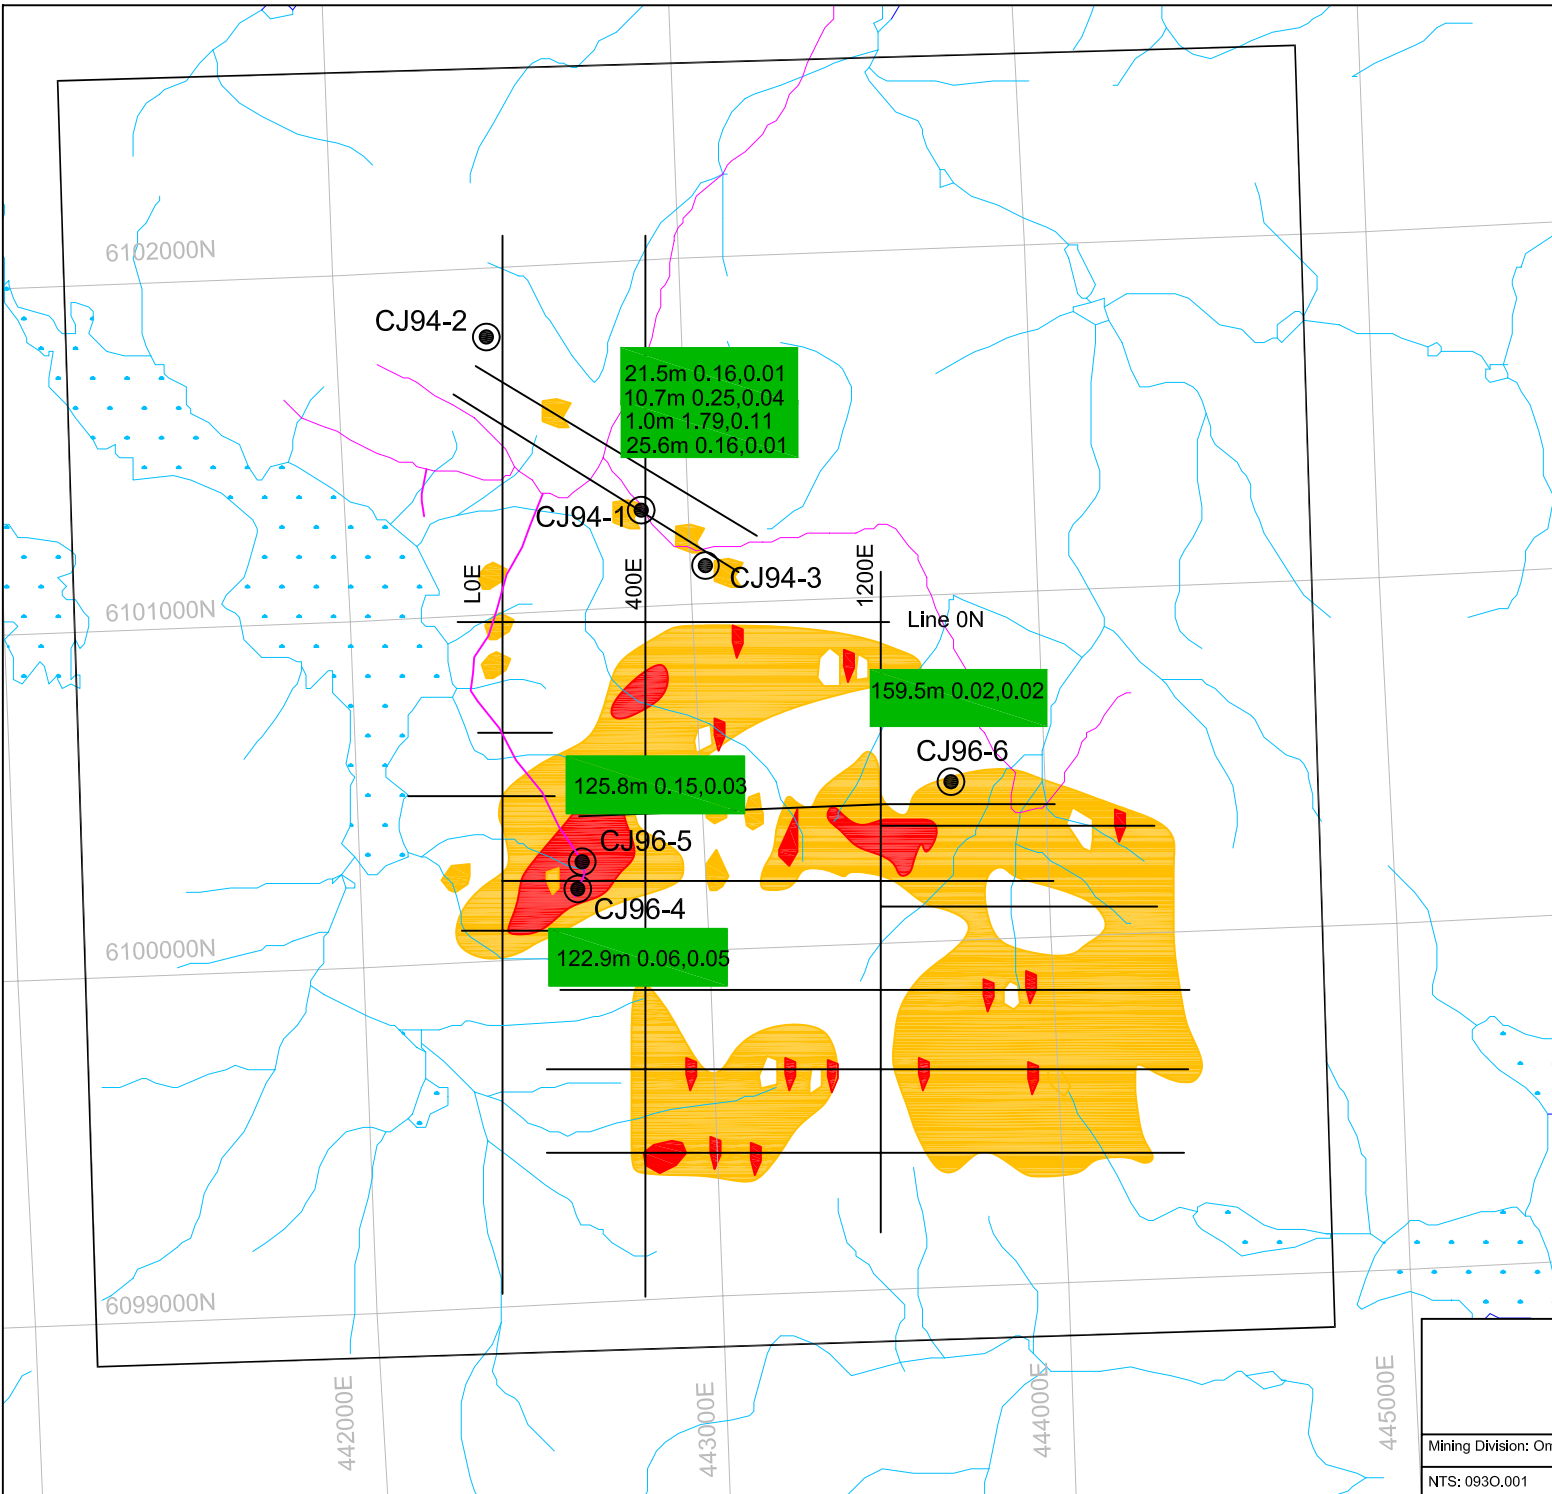 6102000N
CJ94-2
21.5m 0.16,0.01
10.7m 0.25,0.04
1.0m 1.79,0.11
25.6m 0.16,0.01
CJ94-1
CJ94-3
L0E
400E
1200E
6101000N
Line 0N
159.5m 0.02,0.02
CJ96-6
125.8m 0.15,0.03
CJ96-5
CJ96-4
6100000N
122.9m 0.06,0.05
6099000N
442000E
443000E
444000E
445000E
Mining Division: Om
NTS: 093O.001